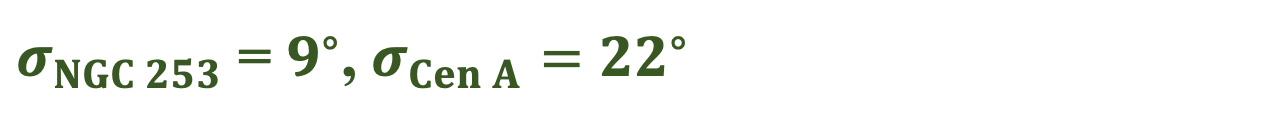 σNGC 253 = 9°, σCen A = 22°